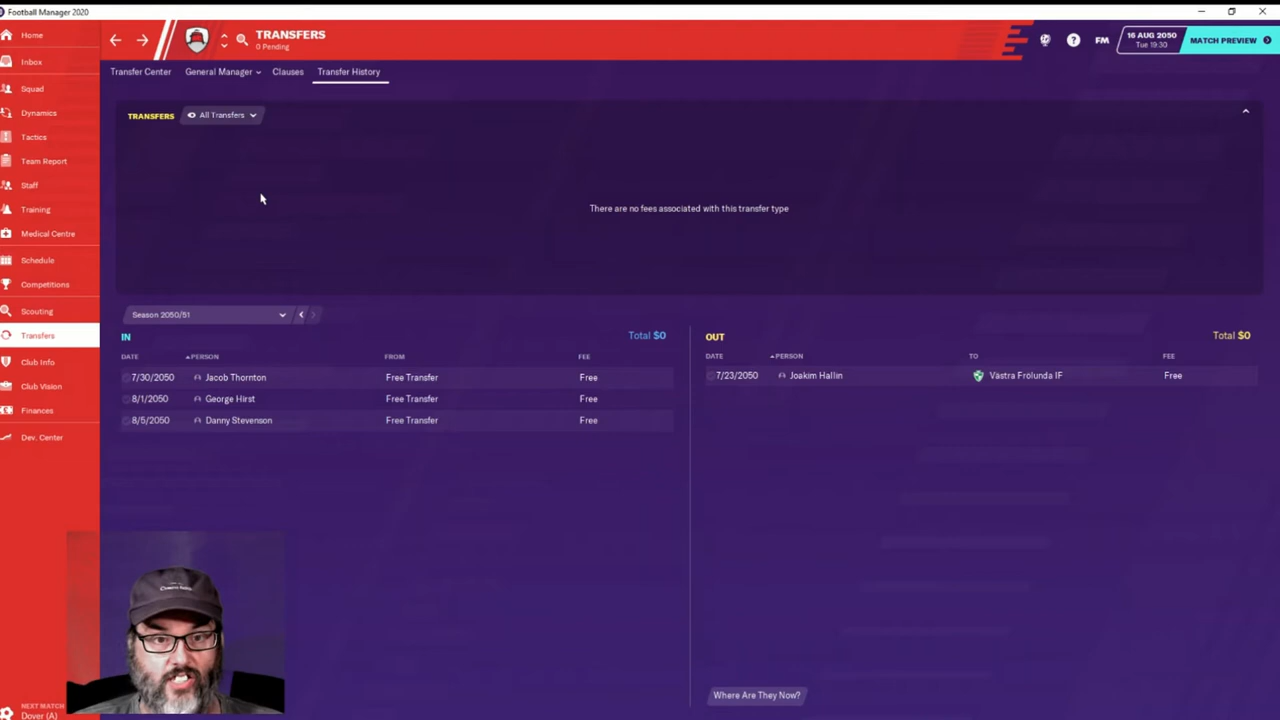 Football Manager 2020
Home
Inbox
Squad
Dynamics
Tactics
Team Report
Staff
Training
Medical Centre
Schedule
Competitions
Scouting
Transfers
Club Info
Club Vision
Finances
Dev. Center
NEXT MATCH
Dover (A)
TRANSFERS
0 Pending
FM
16 AUG 2050
Tue 19:30
MATCH PREVIEW
Transfer Center General Manager Clauses Transfer History
TRANSFERS All Transfers
There are no fees associated with this transfer type
Season 2050/51
IN Total $0
DATE PERSON FROM FEE
7/30/2050 Jacob Thornton Free Transfer Free
8/1/2050 George Hirst Free Transfer Free
8/5/2050 Danny Stevenson Free Transfer Free
OUT Total $0
DATE PERSON TO FEE
7/23/2050 Joakim Hallin Västra Frölunda IF Free
Where Are They Now?